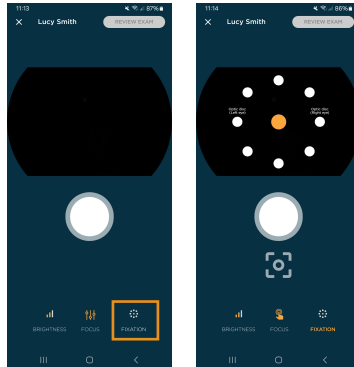 11:13
87%
Lucy Smith
REVIEW EXAM
BRIGHTNESS
FOCUS
FIXATION
11:14
86%
Lucy Smith
REVIEW EXAM
Optic disc
(Left eye)
Optic disc
(Right eye)
BRIGHTNESS
FOCUS
FIXATION